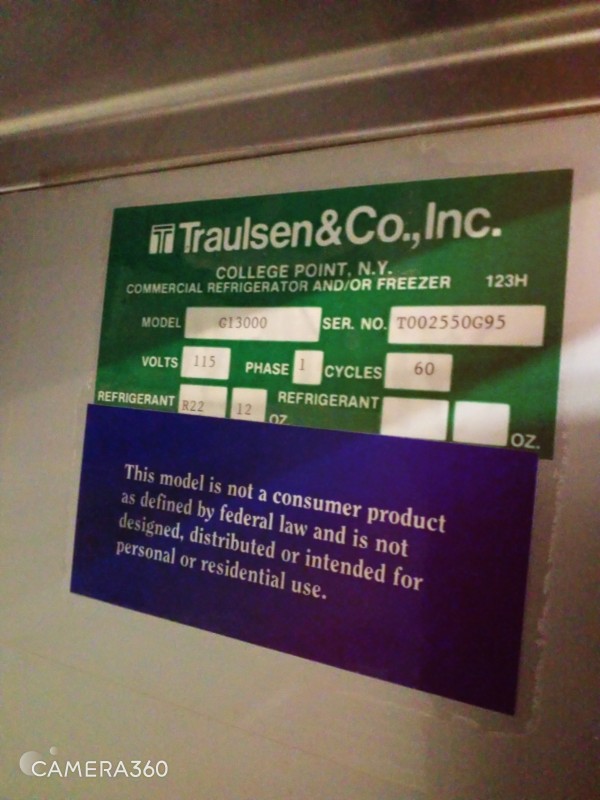 Traulsen&Co.,Inc.
COLLEGE POINT, N.Y.
COMMERCIAL REFRIGERATOR AND/OR FREEZER 123H
MODEL G13000 SER. NO. T002550G95
VOLTS 115 PHASE 1 CYCLES 60
REFRIGERANT R22 12 OZ REFRIGERANT OZ.
This model is not a consumer product
as defined by federal law and is not
designed, distributed or intended for
personal or residential use.
CAMERA360